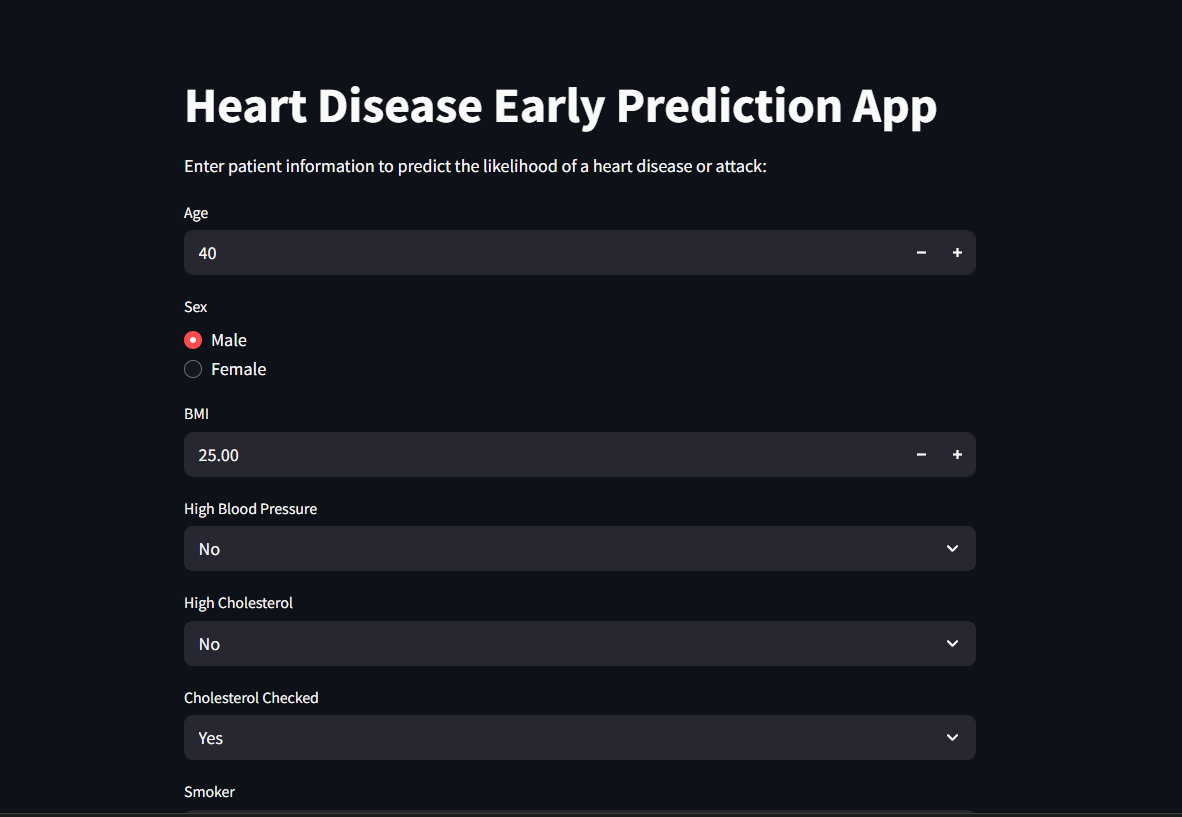 Heart Disease Early Prediction App
Enter patient information to predict the likelihood of a heart disease or attack:
Age
40
Sex
Male
Female
BMI
25.00
High Blood Pressure
No
High Cholesterol
No
Cholesterol Checked
Yes
Smoker